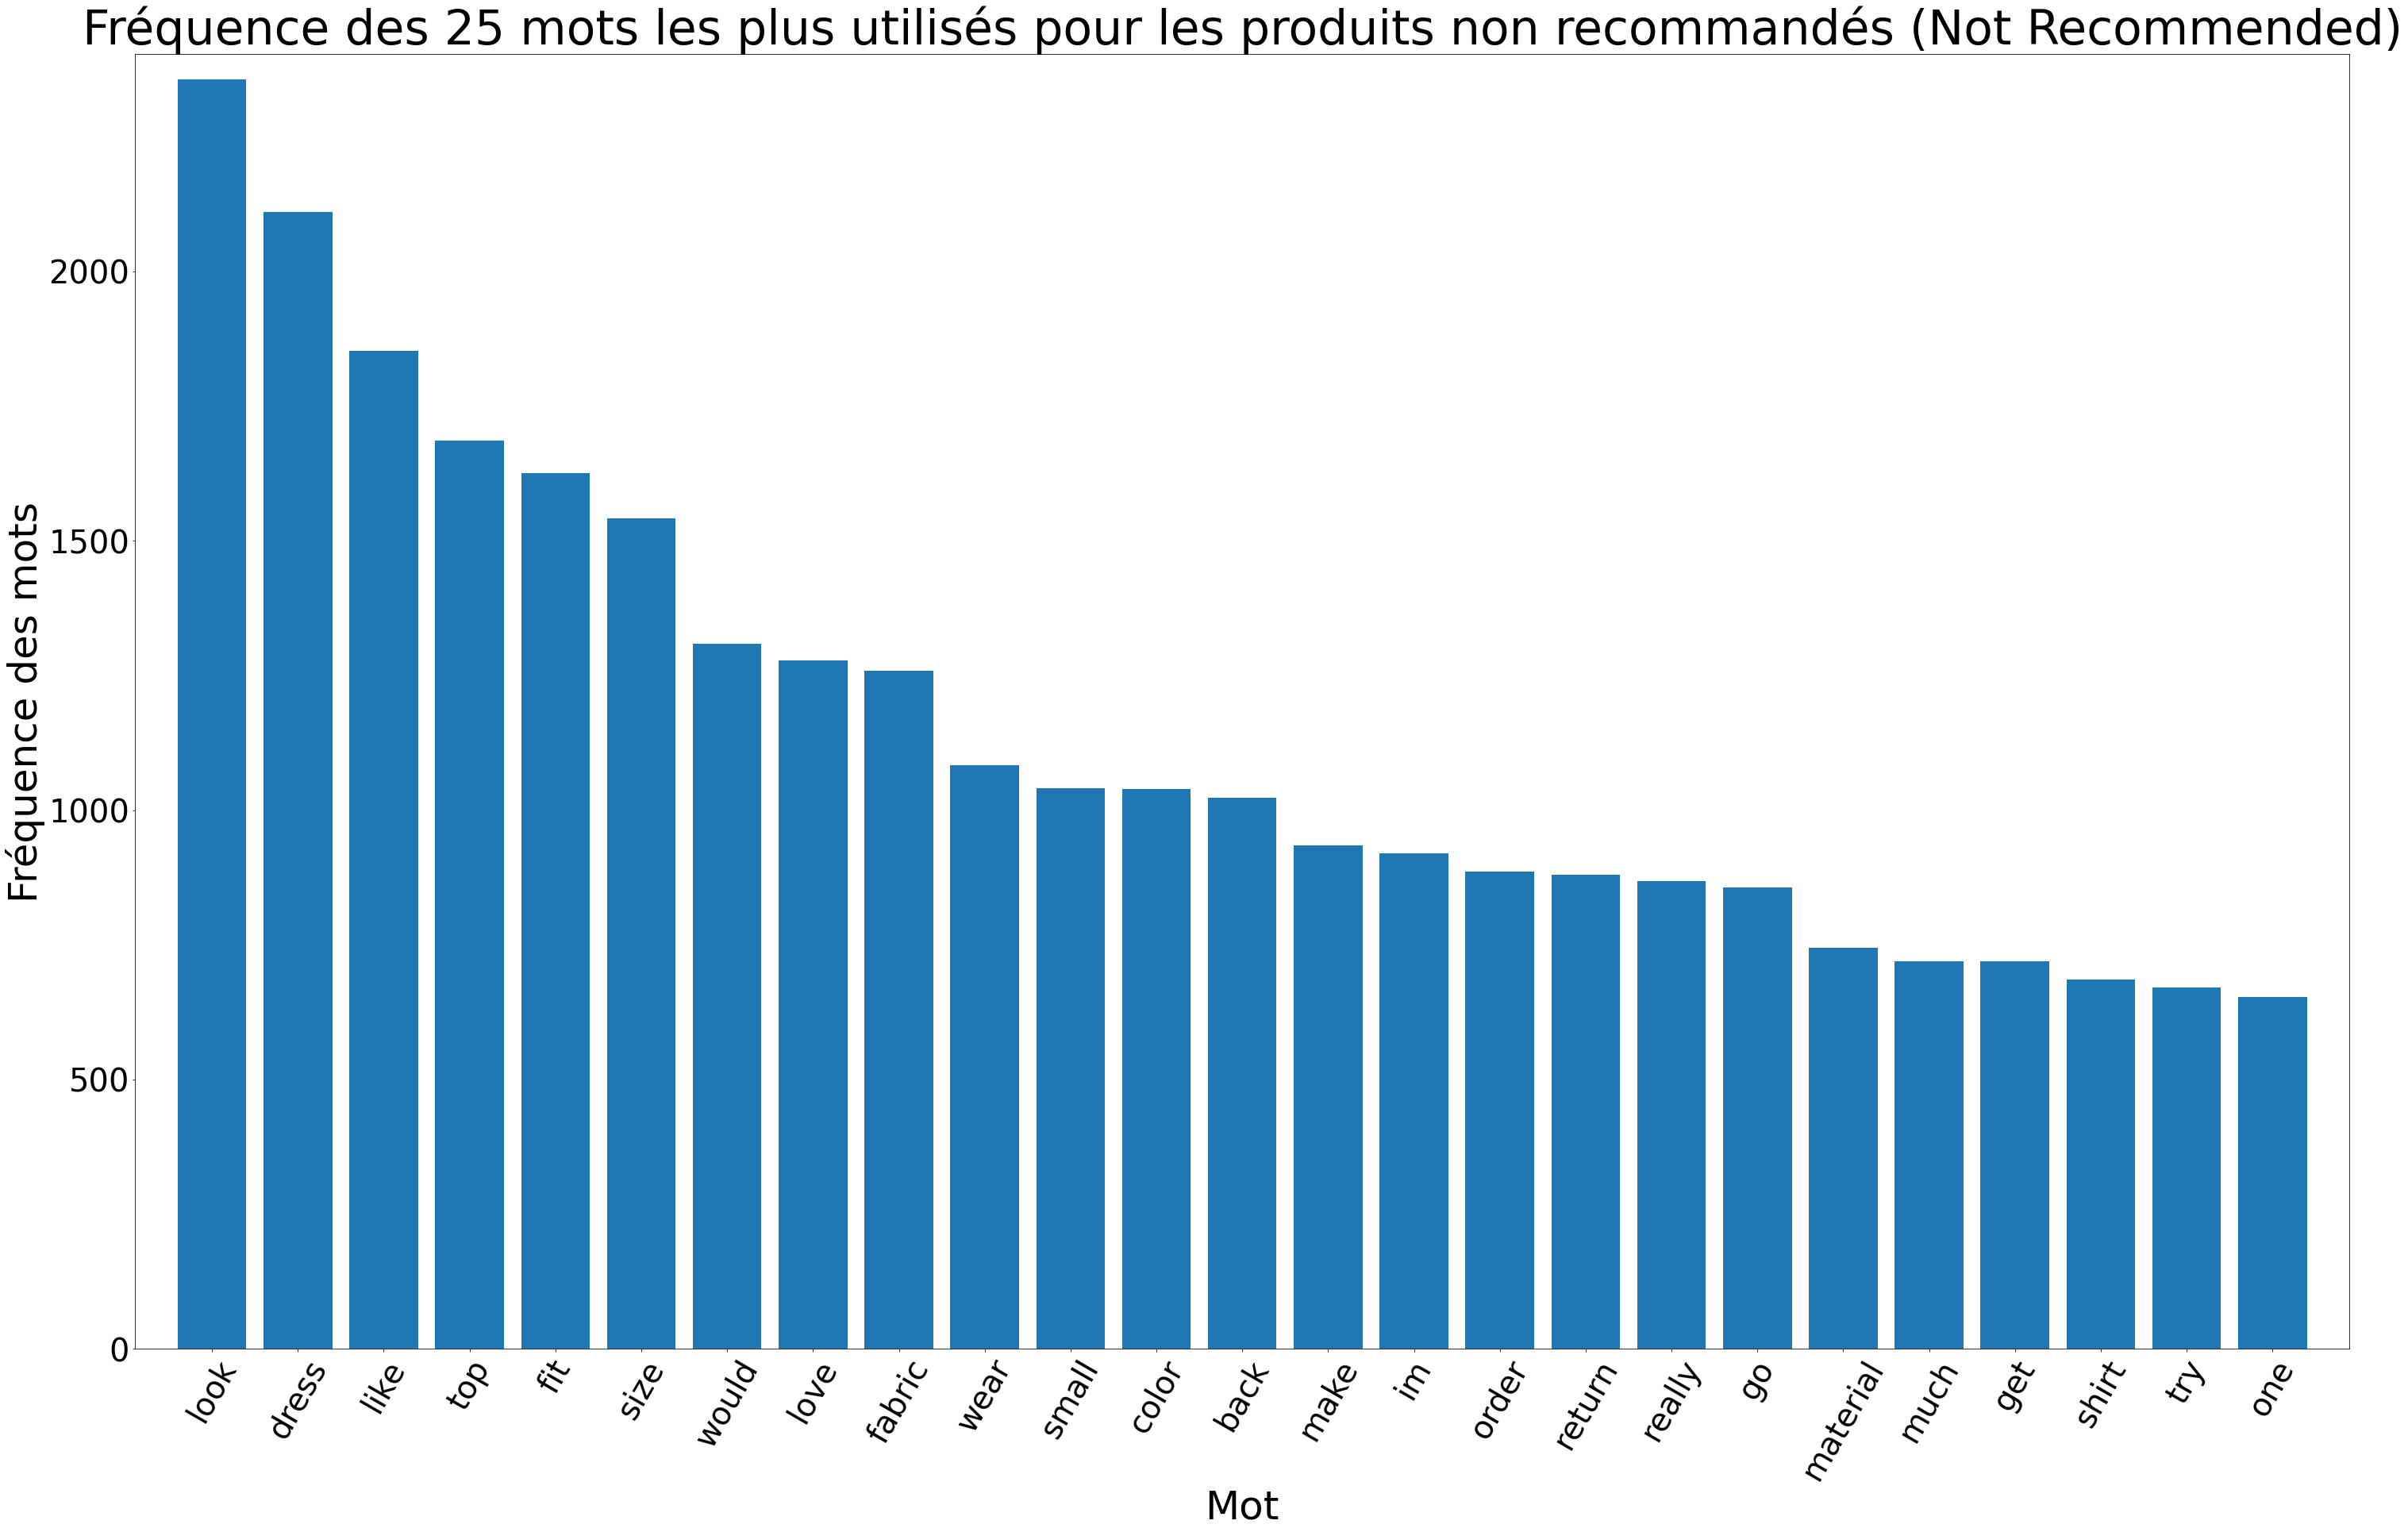 Fréquence des 25 mots les plus utilisés pour les produits non recommandés (Not Recommended)
Fréquence des mots
2000
1500
1000
500
0
look
dress
like
top
fit
size
would
love
fabric
wear
small
color
back
make
im
order
return
really
go
material
much
get
shirt
try
one
Mot